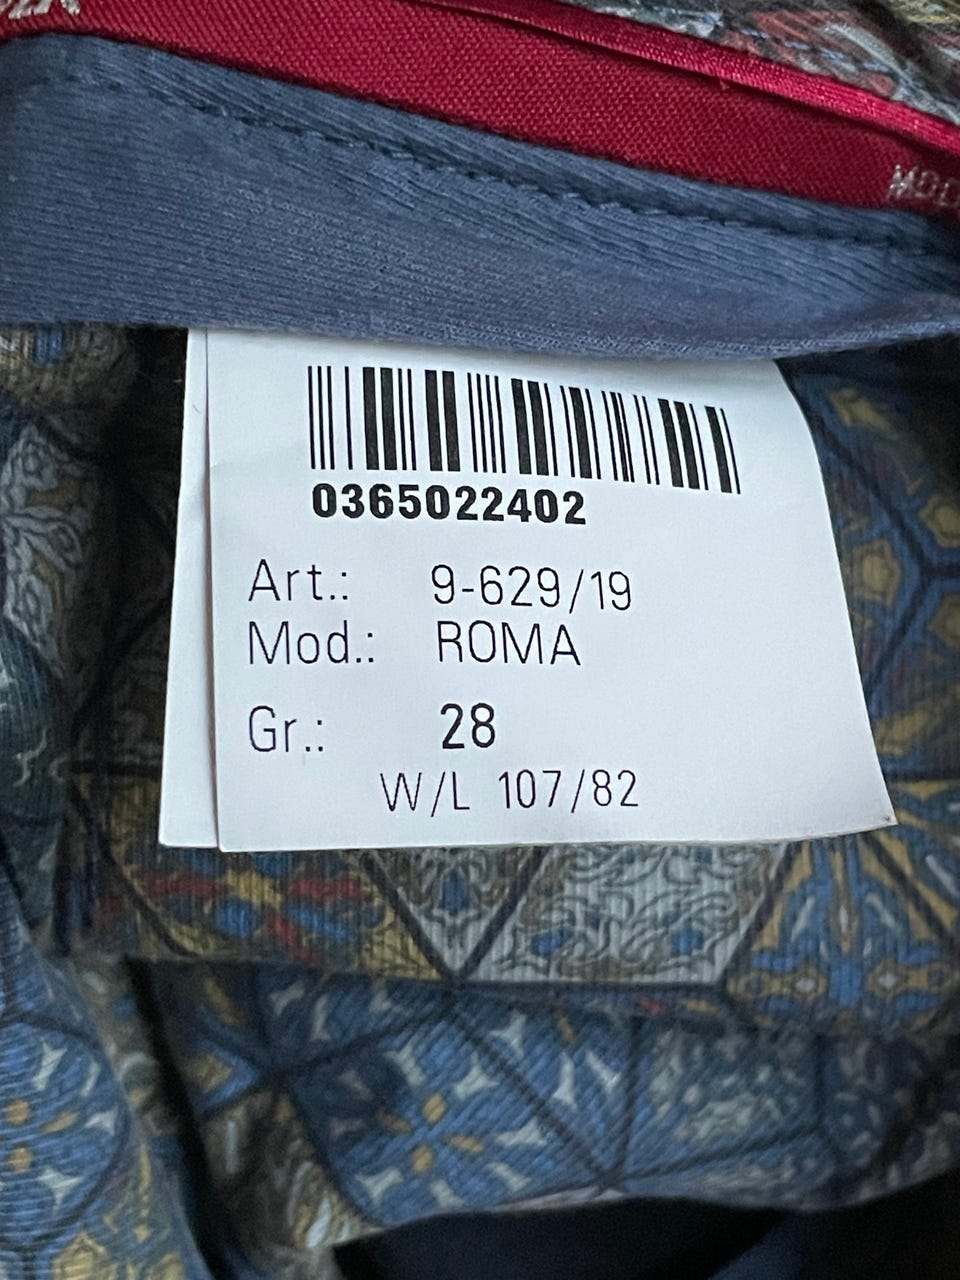 0365022402
Art.: 9-629/19
Mod.: ROMA
Gr.: 28
W/L 107/82